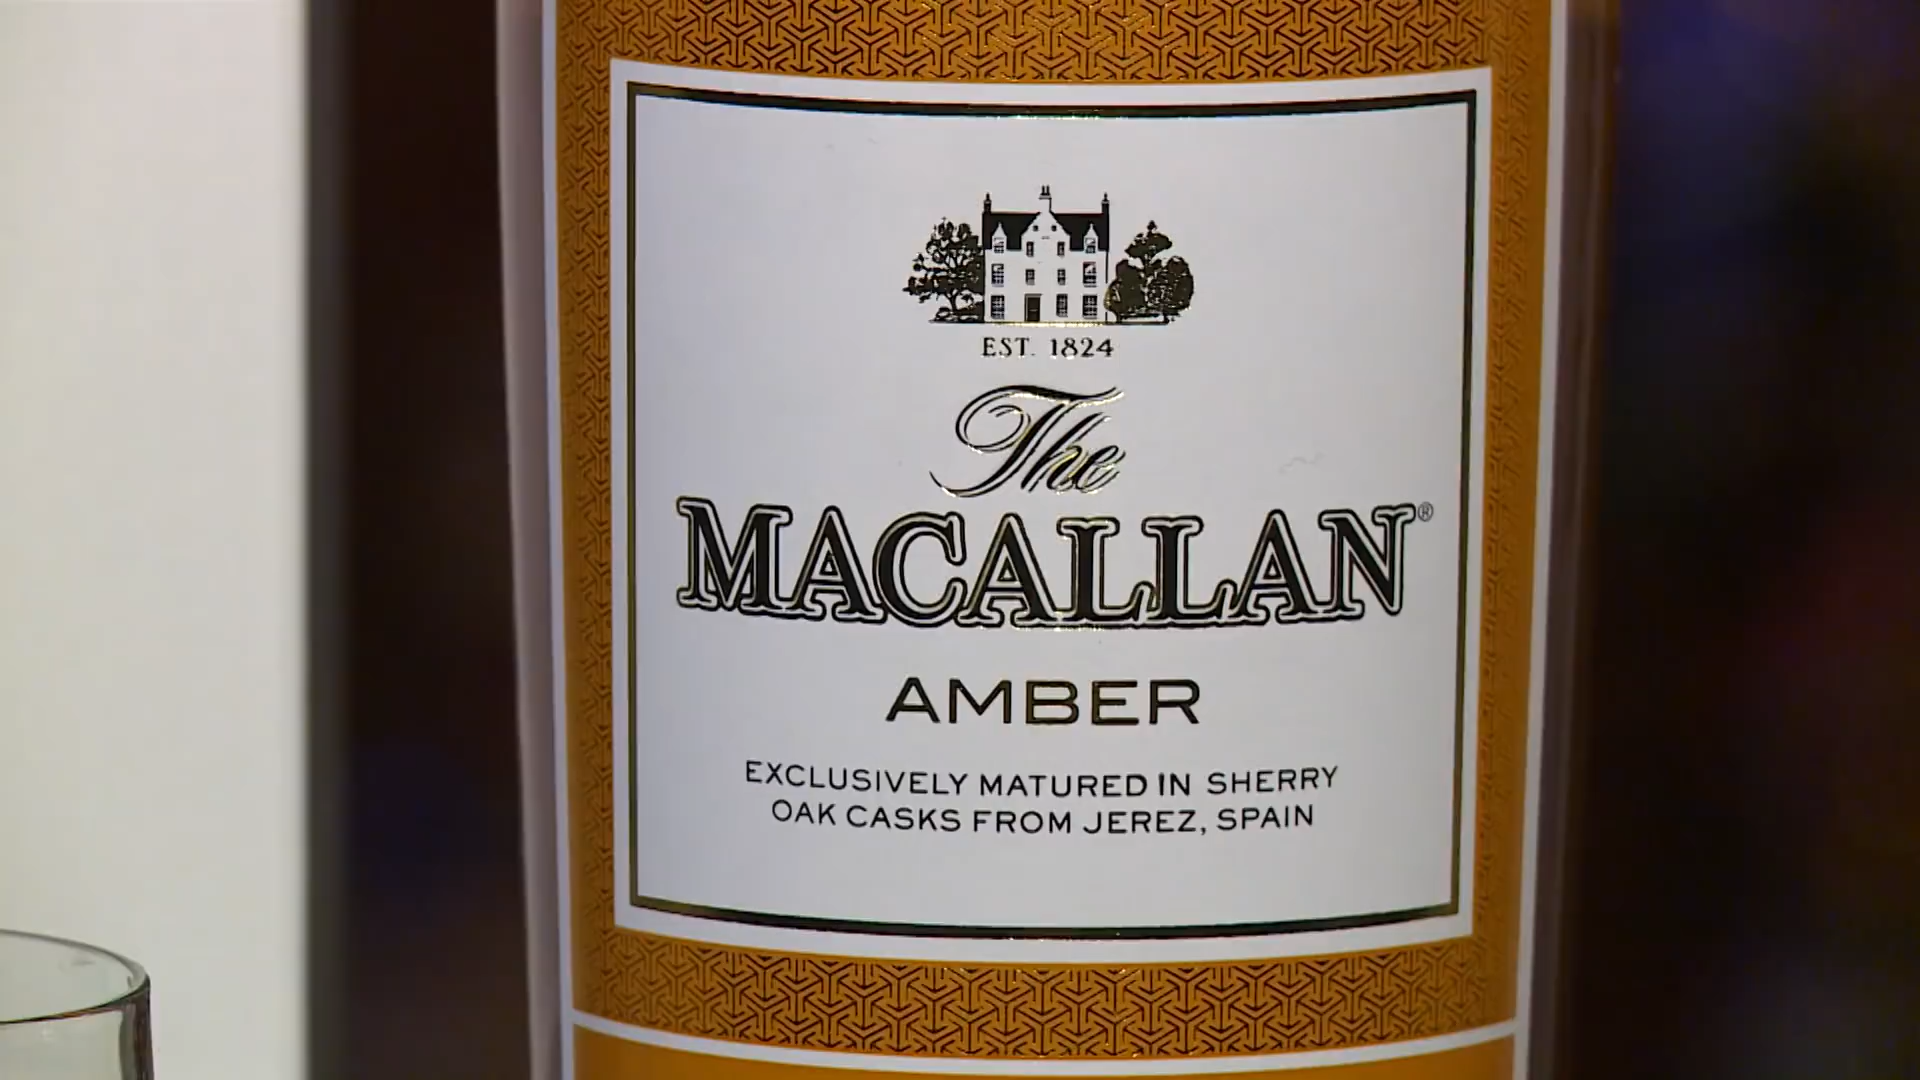 EST. 1824
The
MACALLAN®
AMBER
EXCLUSIVELY MATURED IN SHERRY
OAK CASKS FROM JEREZ, SPAIN